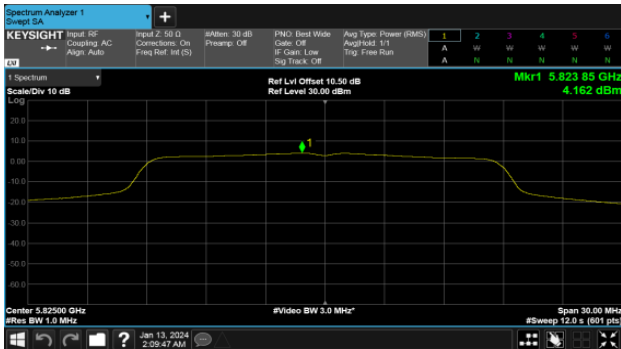 Spectrum Analyzer 1
Swept SA
+
KEYSIGHT
Input: RF
Coupling: AC
Align: Auto
Input Z: 50 Ω
Corrections: On
Freq Ref: Int (S)
#Atten: 30 dB
Preamp: Off
PNO: Best Wide
Gate: Off
IF Gain: Low
Sig Track: Off
Avg Type: Power (RMS)
Avg|Hold: 1/1
Trig: Free Run
1 2 3 4 5 6
A W W W W W
A N N N N N
LXI
1 Spectrum
Scale/Div 10 dB
Ref Lvl Offset 10.50 dB
Ref Level 30.00 dBm
Mkr1 5.823 85 GHz
4.162 dBm
Log
20.0
10.0
1
0.00
-10.0
-20.0
-30.0
-40.0
-50.0
-60.0
Center 5.82500 GHz
#Res BW 1.0 MHz
#Video BW 3.0 MHz*
Span 30.00 MHz
#Sweep 12.0 s (601 pts)
?
Jan 13, 2024
2:09:47 AM